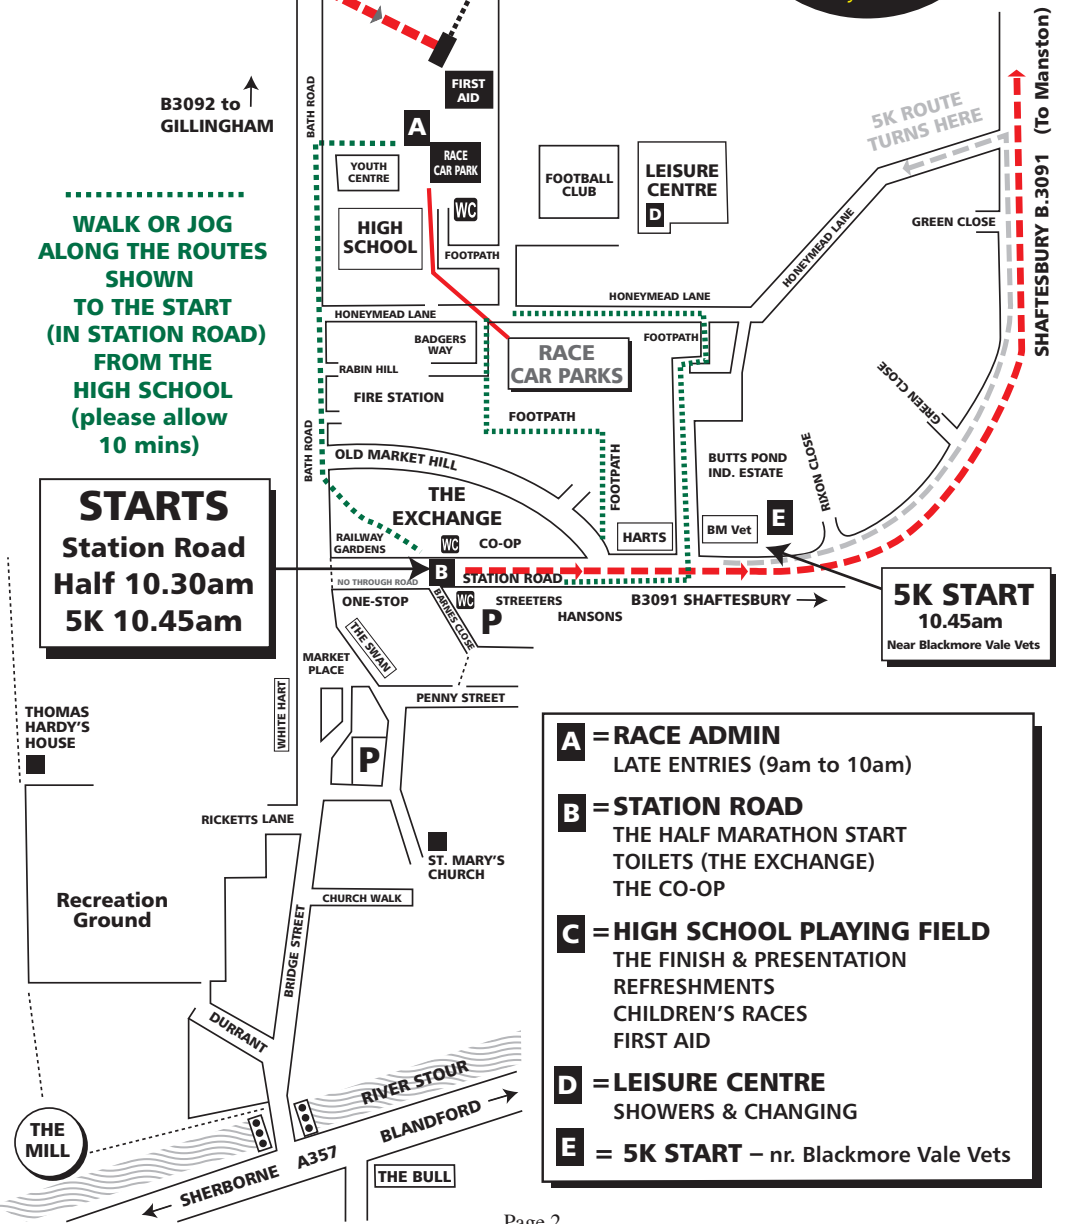 FIRST
AID
B3092 to
GILLINGHAM
BATH ROAD
A
RACE
CAR PARK
YOUTH
CENTRE
WC
HIGH
SCHOOL
FOOTPATH
FOOTBALL
CLUB
LEISURE
CENTRE
D
5K ROUTE
TURNS HERE
SHAFTESBURY B.3091 (To Manston)
GREEN CLOSE
HONEYMEAD LANE
HONEYMEAD LANE
HONEYMEAD LANE
WALK OR JOG
ALONG THE ROUTES
SHOWN
TO THE START
(IN STATION ROAD)
FROM THE
HIGH SCHOOL
(please allow
10 mins)
BADGERS
WAY
FOOTPATH
RACE
CAR PARKS
RABIN HILL
FIRE STATION
GREEN CLOSE
FOOTPATH
BATH ROAD
OLD MARKET HILL
FOOTPATH
BUTTS POND
IND. ESTATE
RIXON CLOSE
STARTS
Station Road
Half 10.30am
5K 10.45am
THE
EXCHANGE
E
BM Vet
HARTS
RAILWAY
GARDENS
WC
CO-OP
B
STATION ROAD
NO THROUGH ROAD
ONE-STOP
BARNES CLOSE
WC
P
STREETERS
HANSONS
B3091 SHAFTESBURY
5K START
10.45am
Near Blackmore Vale Vets
THE SWAN
MARKET
PLACE
WHITE HART
PENNY STREET
THOMAS
HARDY'S
HOUSE
P
RICKETTS LANE
ST. MARY'S
CHURCH
CHURCH WALK
Recreation
Ground
BRIDGE STREET
DURRANT
RIVER STOUR
BLANDFORD
A357
SHERBORNE
THE
MILL
THE BULL
A = RACE ADMIN
LATE ENTRIES (9am to 10am)
B = STATION ROAD
THE HALF MARATHON START
TOILETS (THE EXCHANGE)
THE CO-OP
C = HIGH SCHOOL PLAYING FIELD
THE FINISH & PRESENTATION
REFRESHMENTS
CHILDREN'S RACES
FIRST AID
D = LEISURE CENTRE
SHOWERS & CHANGING
E = 5K START – nr. Blackmore Vale Vets
Page 2